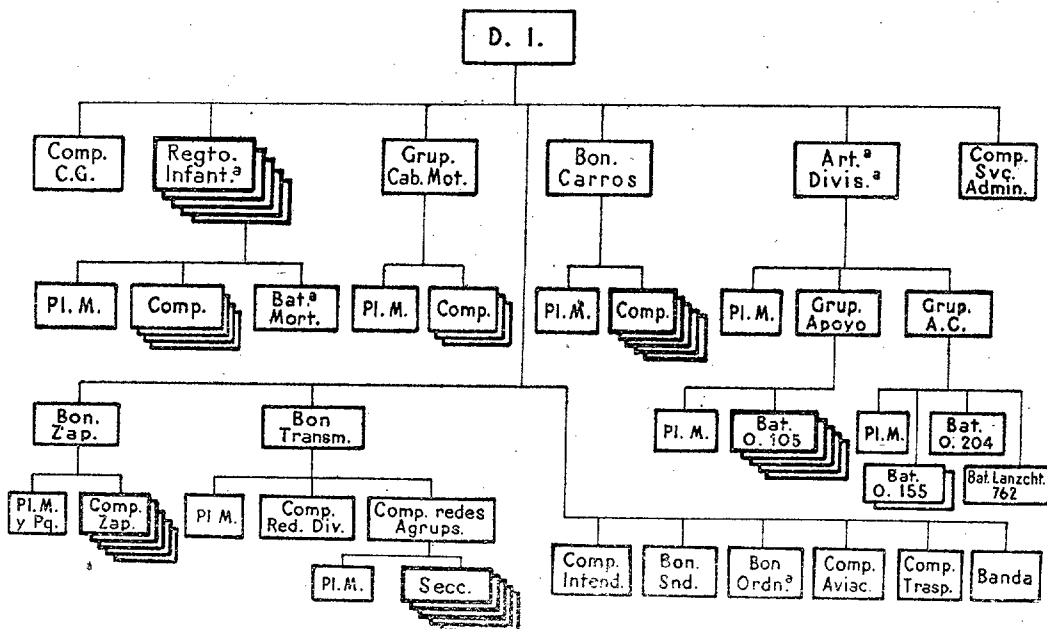 D. I.
Comp.
C.G.
Regto.
Infant.ª
Grup.
Cab. Mot.
Bon.
Carros
Art.ª
Divis.ª
Comp.
Svç.
Admin.
Pl. M.
Comp.
Bat.ª
Mort.
Pl. M.
Comp.
Pl. M.
Comp.
Pl. M.
Grup.
Apoyo
Grup.
A.C.
Bon.
Zap.
Bon
Transm.
Pl. M.
Bat.
O. 105
Pl. M.
Bat.
O. 204
Bat.
O. 155
Bat. Lanzcht.
762
Pl. M.
y Pq.
Comp.
Zap.
Pl M.
Comp.
Red. Div.
Comp. redes
Agrups.
Pl. M.
Secc.
Comp.
Intend.
Bon.
Snd.
Bon
Ordn.ª
Comp.
Aviac.
Comp.
Trasp.
Banda